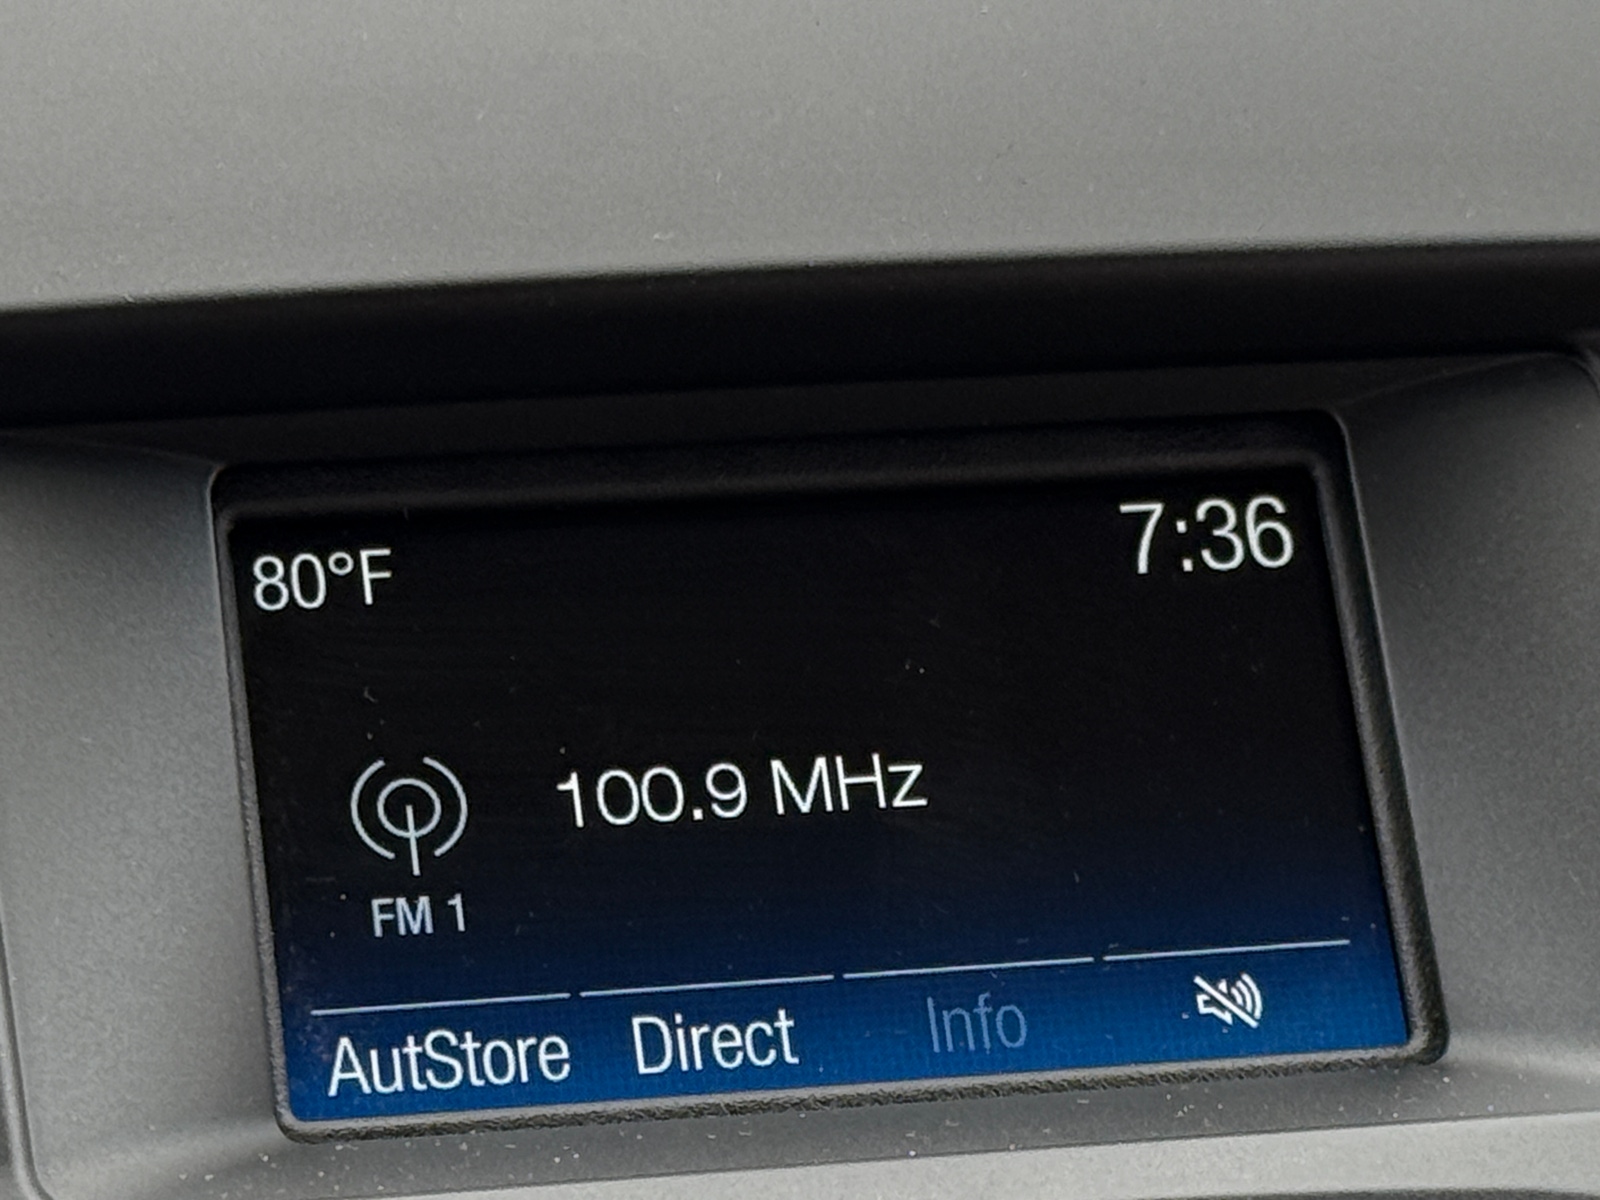 80°F
7:36
100.9 MHz
FM 1
AutStore
Direct
Info